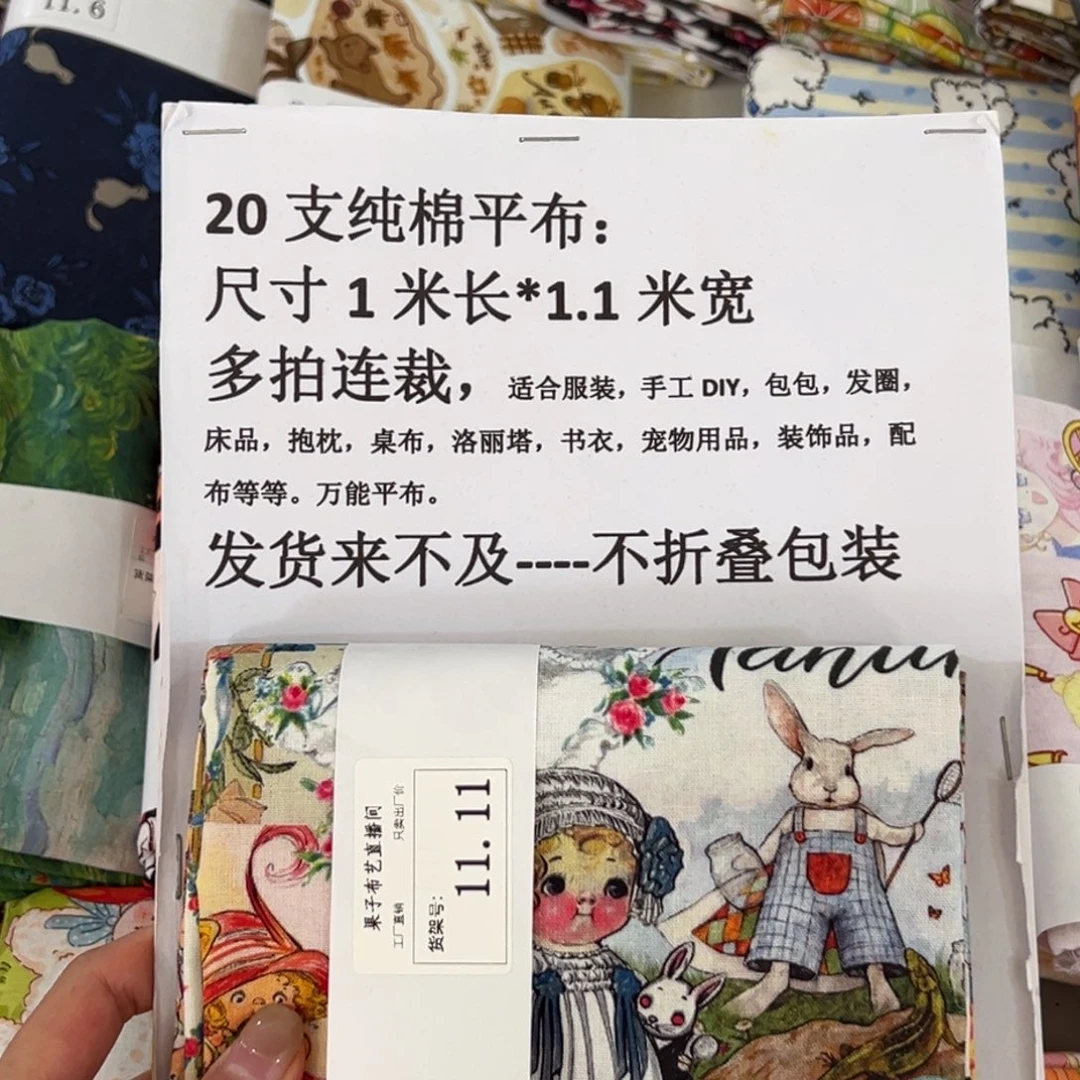 11. 6
20 支纯棉平布：
尺寸 1 米长*1.1 米宽
多拍连裁，适合服装，手工 DIY，包包，发圈，
床品，抱枕，桌布，洛丽塔，书衣，宠物用品，装饰品，配
布等等。万能平布。
发货来不及----不折叠包装
果子布艺直播间
工厂直销 只卖出厂价
货架号：
11. 11
货架